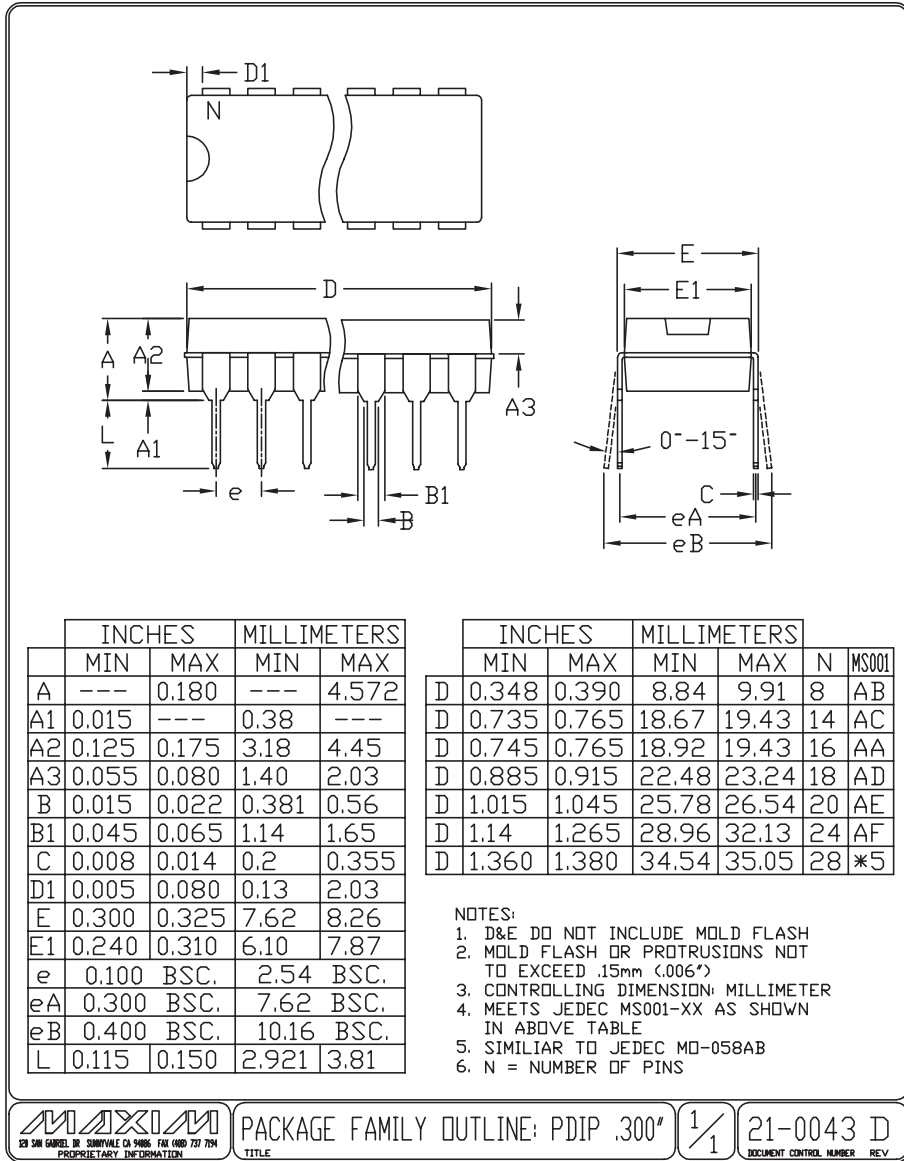 D1
N
D
E
E1
A
A2
A3
L
A1
0°-15°
e
B1
B
C
eA
eB
INCHES MILLIMETERS
MIN MAX MIN MAX
A --- 0.180 --- 4.572
A1 0.015 --- 0.38 ---
A2 0.125 0.175 3.18 4.45
A3 0.055 0.080 1.40 2.03
B 0.015 0.022 0.381 0.56
B1 0.045 0.065 1.14 1.65
C 0.008 0.014 0.2 0.355
D1 0.005 0.080 0.13 2.03
E 0.300 0.325 7.62 8.26
E1 0.240 0.310 6.10 7.87
e 0.100 BSC. 2.54 BSC.
eA 0.300 BSC. 7.62 BSC.
eB 0.400 BSC. 10.16 BSC.
L 0.115 0.150 2.921 3.81
INCHES MILLIMETERS
MIN MAX MIN MAX N MS001
D 0.348 0.390 8.84 9.91 8 AB
D 0.735 0.765 18.67 19.43 14 AC
D 0.745 0.765 18.92 19.43 16 AA
D 0.885 0.915 22.48 23.24 18 AD
D 1.015 1.045 25.78 26.54 20 AE
D 1.14 1.265 28.96 32.13 24 AF
D 1.360 1.380 34.54 35.05 28 *5
NOTES:
1. D&E DO NOT INCLUDE MOLD FLASH
2. MOLD FLASH OR PROTRUSIONS NOT
TO EXCEED .15mm (.006")
3. CONTROLLING DIMENSION: MILLIMETER
4. MEETS JEDEC MS001-XX AS SHOWN
IN ABOVE TABLE
5. SIMILIAR TO JEDEC MO-058AB
6. N = NUMBER OF PINS
MAXIM
120 SAN GABRIEL DR SUNNYVALE CA 94086 FAX (408) 737 7194
PROPRIETARY INFORMATION
PACKAGE FAMILY OUTLINE: PDIP .300"
TITLE
1/1
21-0043 D
DOCUMENT CONTROL NUMBER REV